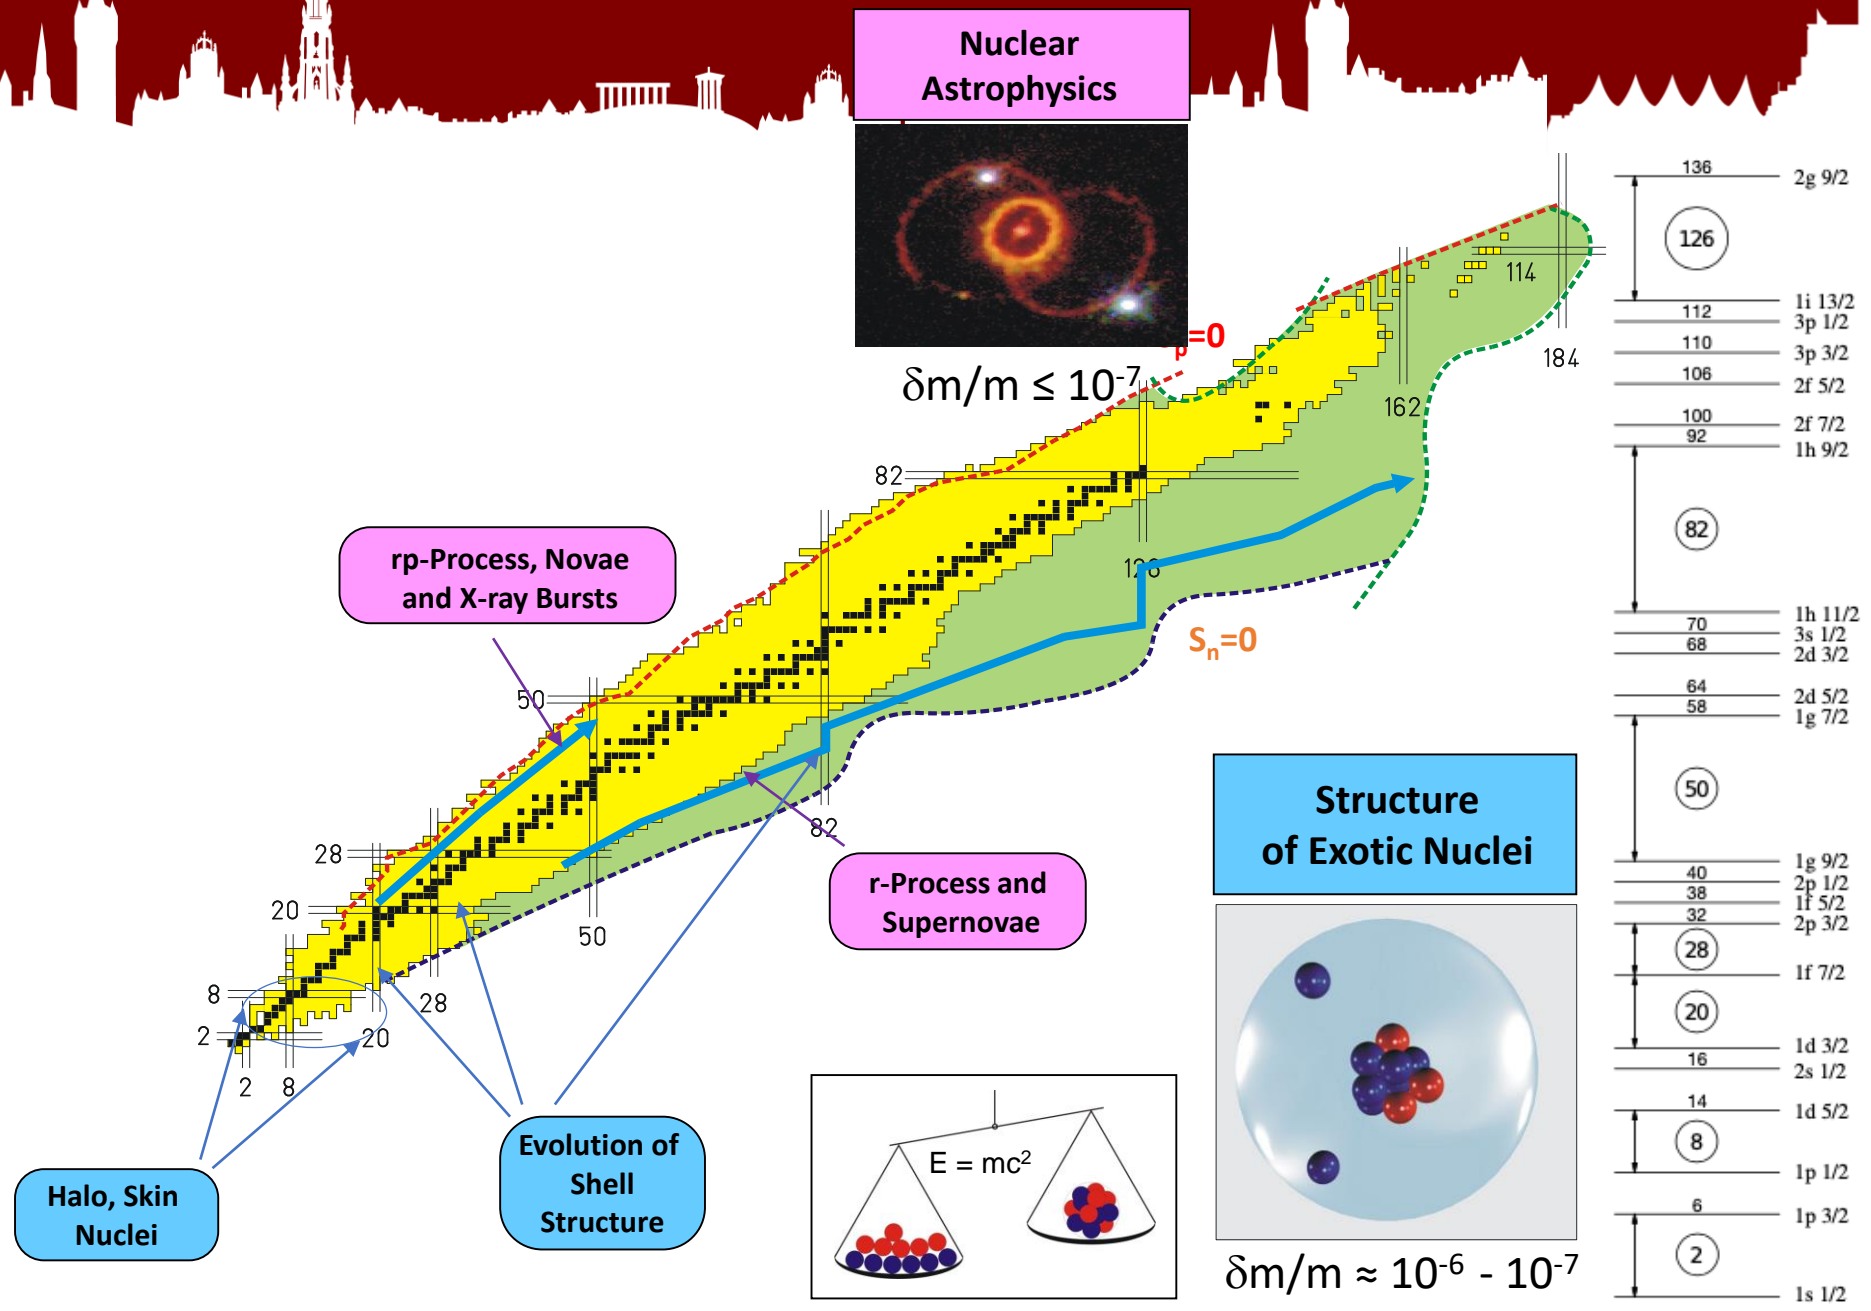 Nuclear
Astrophysics
δm/m ≤ 10-7
p=0
rp-Process, Novae
and X-ray Bursts
82
50
28
20
8
2
2
8
20
28
50
82
126
162
184
114
Sn=0
r-Process and
Supernovae
Halo, Skin
Nuclei
Evolution of
Shell
Structure
E = mc2
Structure
of Exotic Nuclei
δm/m ≈ 10-6 - 10-7
136 2g 9/2
126
1i 13/2
112 3p 1/2
110 3p 3/2
106 2f 5/2
100 2f 7/2
92 1h 9/2
82
1h 11/2
70 3s 1/2
68 2d 3/2
64 2d 5/2
58 1g 7/2
50
1g 9/2
40 2p 1/2
38 1f 5/2
32 2p 3/2
28
1f 7/2
20
1d 3/2
16 2s 1/2
14 1d 5/2
8
1p 1/2
6 1p 3/2
2
1s 1/2